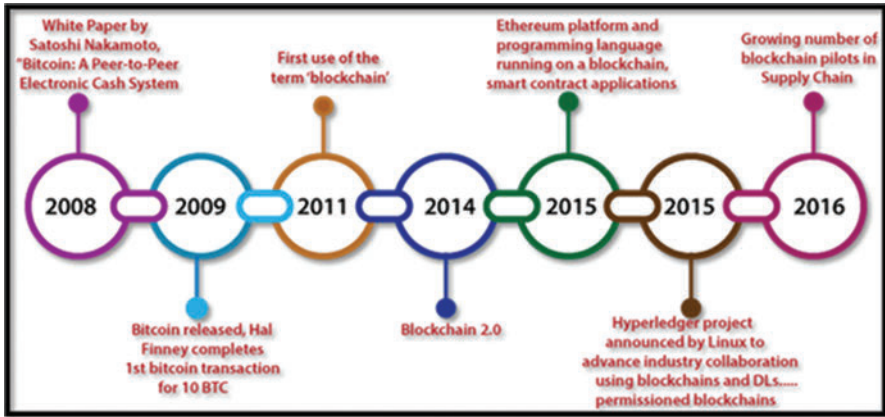 White Paper by
Satoshi Nakamoto,
"Bitcoin: A Peer-to-Peer
Electronic Cash System
First use of the
term 'blockchain'
Ethereum platform and
programming language
running on a blockchain,
smart contract applications
Growing number of
blockchain pilots in
Supply Chain
2008
2009
2011
2014
2015
2015
2016
Bitcoin released, Hal
Finney completes
1st bitcoin transaction
for 10 BTC
Blockchain 2.0
Hyperledger project
announced by Linux to
advance industry collaboration
using blockchains and DLs.....
permissioned blockchains